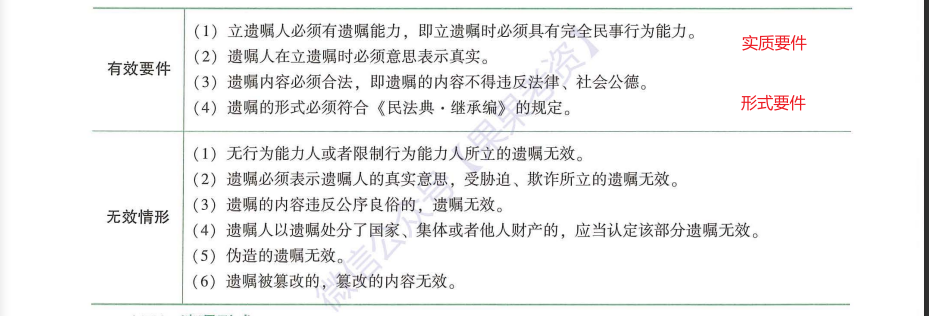 (1) 立遗嘱人必须有遗嘱能力，即立遗嘱时必须具有完全民事行为能力。
实质要件
(2) 遗嘱人在立遗嘱时必须意思表示真实。
有效要件
(3) 遗嘱内容必须合法，即遗嘱的内容不得违反法律、社会公德。
(4) 遗嘱的形式必须符合《民法典·继承编》的规定。
形式要件
(1) 无行为能力人或者限制行为能力人所立的遗嘱无效。
(2) 遗嘱必须表示遗嘱人的真实意思，受胁迫、欺诈所立的遗嘱无效。
(3) 遗嘱的内容违反公序良俗的，遗嘱无效。
无效情形
(4) 遗嘱人以遗嘱处分了国家、集体或者他人财产的，应当认定该部分遗嘱无效。
(5) 伪造的遗嘱无效。
(6) 遗嘱被篡改的，篡改的内容无效。
微信公众号【果果考资】